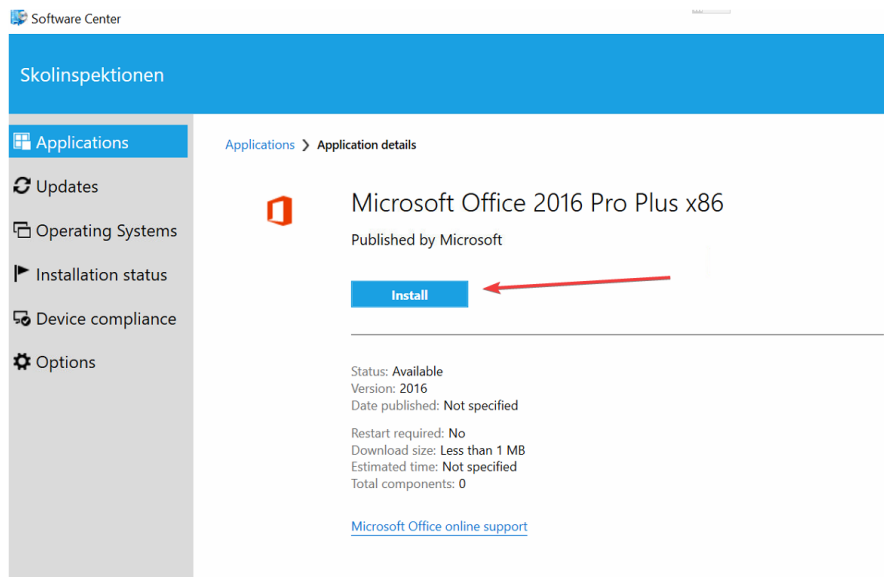 Software Center
Skolinspektionen
Applications
Updates
Operating Systems
Installation status
Device compliance
Options
Applications ❯ Application details
Microsoft Office 2016 Pro Plus x86
Published by Microsoft
Install
Status: Available
Version: 2016
Date published: Not specified
Restart required: No
Download size: Less than 1 MB
Estimated time: Not specified
Total components: 0
Microsoft Office online support